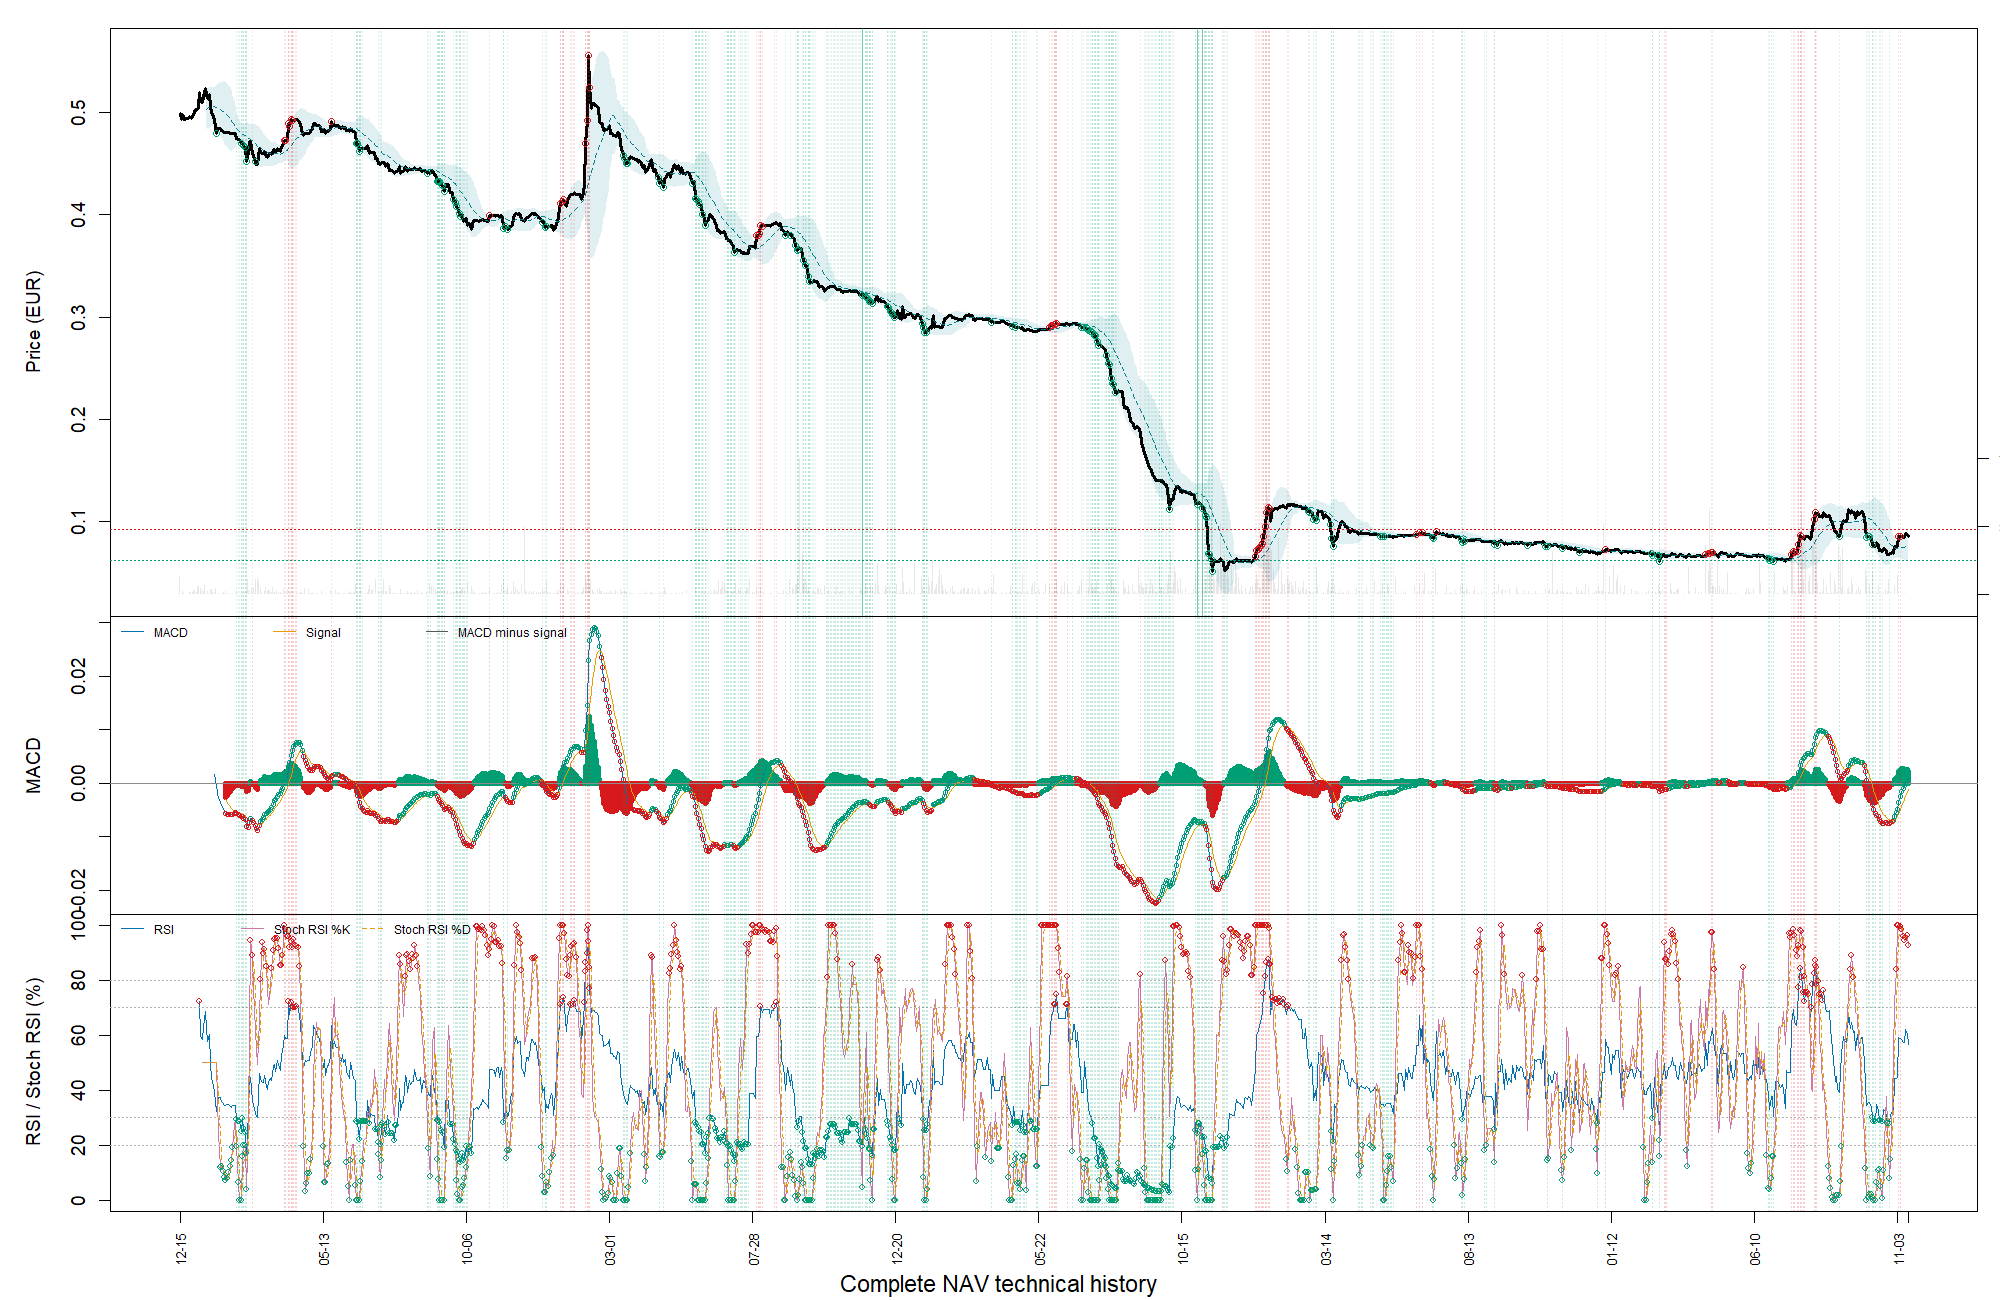 Price (EUR)
0.5
0.4
0.3
0.2
0.1
MACD
Signal
MACD minus signal
MACD
0.02
0.00
-0.02
RSI
Stoch RSI %K
Stoch RSI %D
RSI / Stoch RSI (%)
100
80
60
40
20
0
12-15
05-13
10-06
03-01
07-28
12-20
05-22
10-15
03-14
08-13
01-12
06-10
11-03
Complete NAV technical history